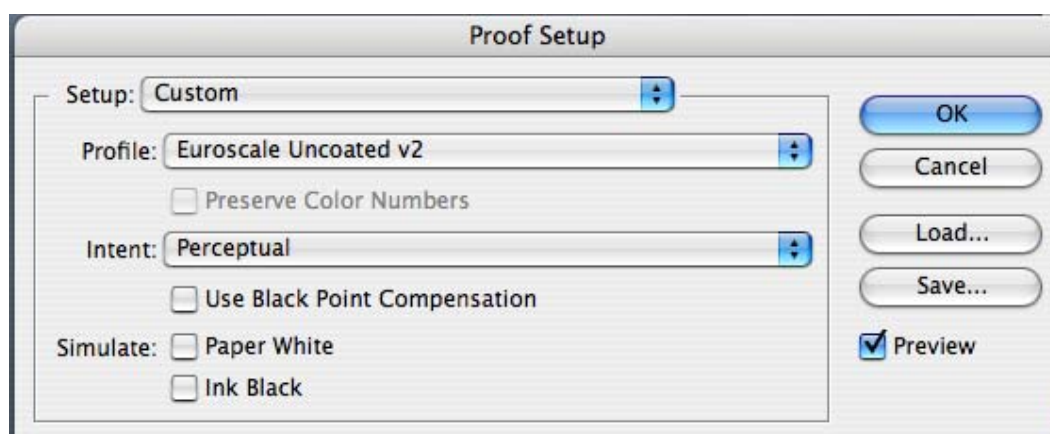 Proof Setup
Setup: Custom
OK
Profile: Euroscale Uncoated v2
Cancel
Preserve Color Numbers
Intent: Perceptual
Load...
Use Black Point Compensation
Save...
Simulate: Paper White
Preview
Ink Black